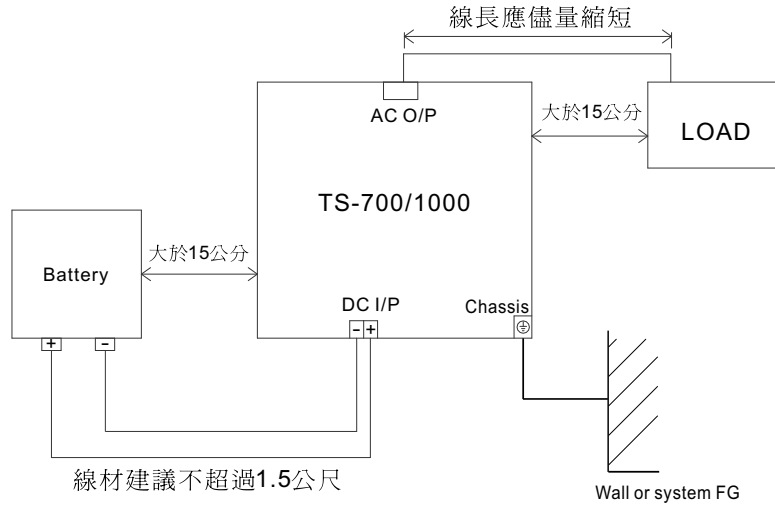 線長應儘量縮短
AC O/P
大於15公分
LOAD
TS-700/1000
大於15公分
Battery
DC I/P
Chassis
- +
+ -
線材建議不超過1.5公尺
Wall or system FG